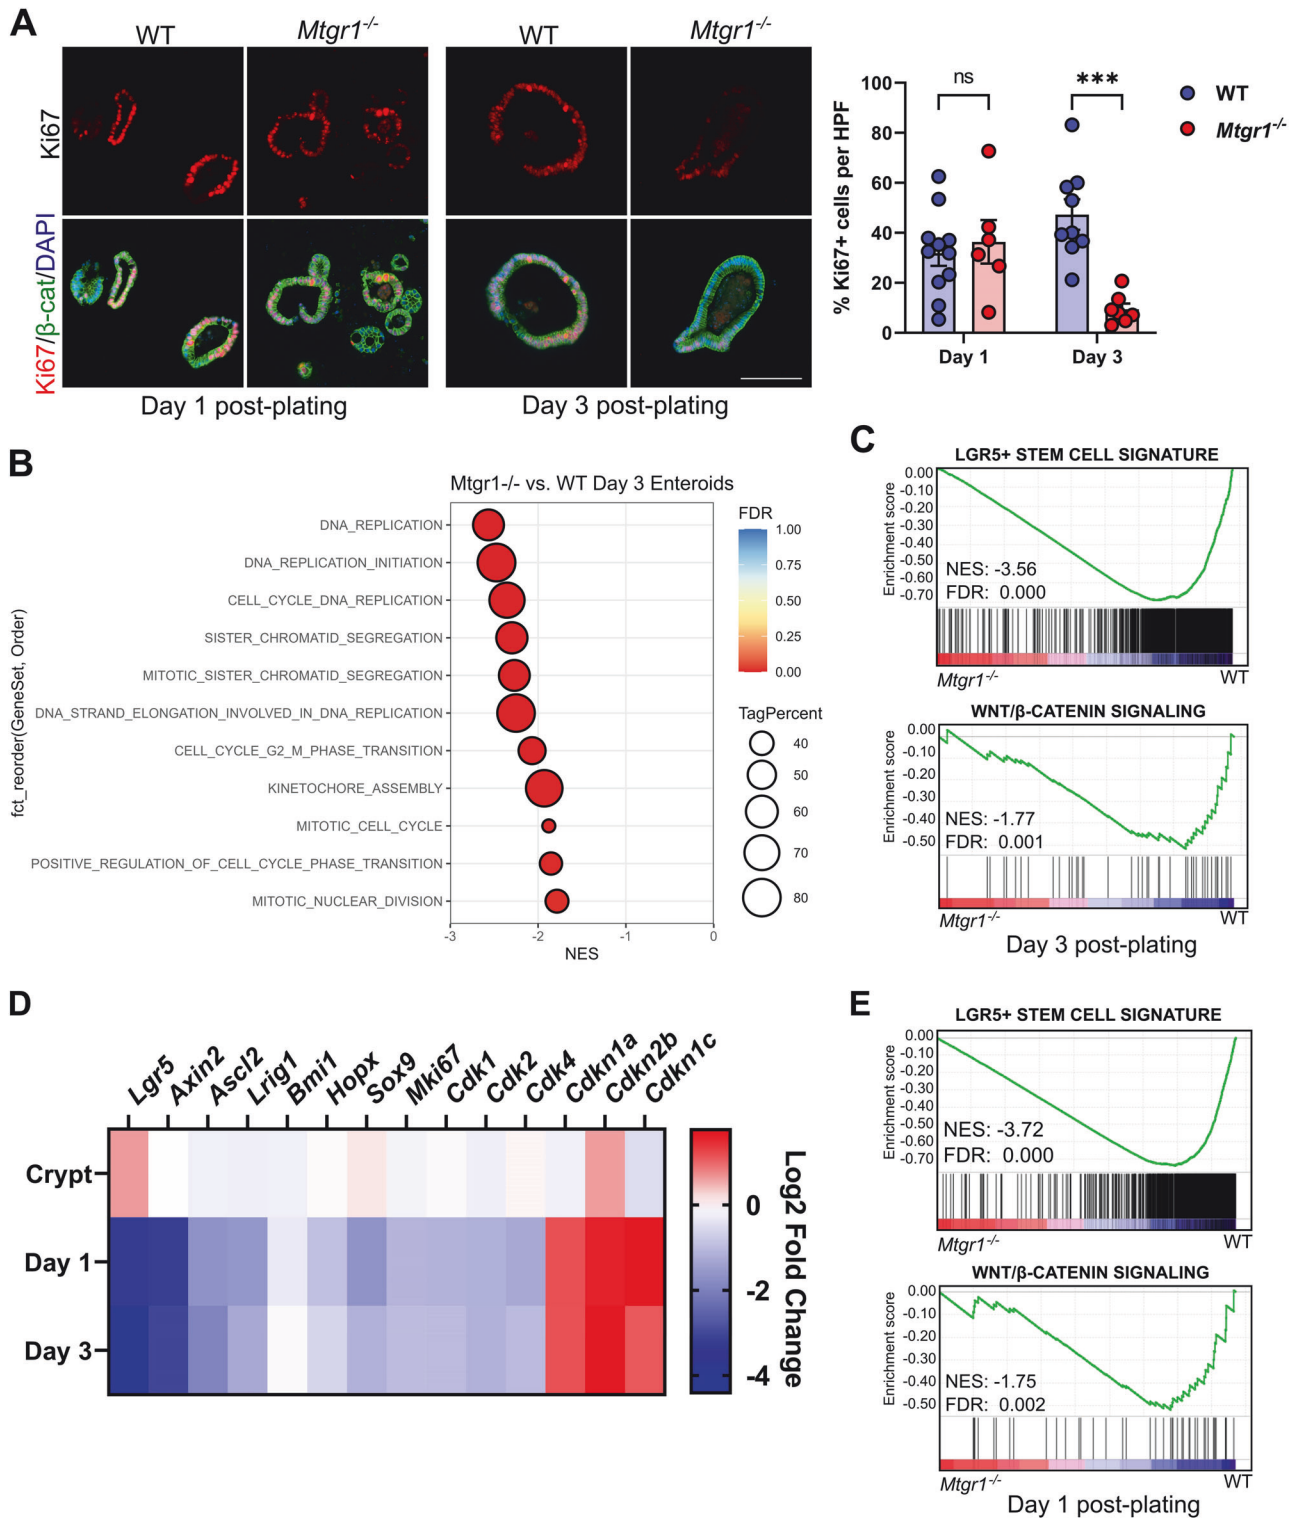 A
WT
Mtgr1-/-
WT
Mtgr1-/-
Ki67
Ki67/β-cat/DAPI
Day 1 post-plating
Day 3 post-plating
% Ki67+ cells per HPF
100
80
60
40
20
0
ns
***
Day 1
Day 3
WT
Mtgr1-/-
B
Mtgr1-/- vs. WT Day 3 Enteroids
fct_reorder(GeneSet, Order)
DNA_REPLICATION
DNA_REPLICATION_INITIATION
CELL_CYCLE_DNA_REPLICATION
SISTER_CHROMATID_SEGREGATION
MITOTIC_SISTER_CHROMATID_SEGREGATION
DNA_STRAND_ELONGATION_INVOLVED_IN_DNA_REPLICATION
CELL_CYCLE_G2_M_PHASE_TRANSITION
KINETOCHORE_ASSEMBLY
MITOTIC_CELL_CYCLE
POSITIVE_REGULATION_OF_CELL_CYCLE_PHASE_TRANSITION
MITOTIC_NUCLEAR_DIVISION
-3 -2 -1 0
NES
FDR
1.00
0.75
0.50
0.25
0.00
TagPercent
40
50
60
70
80
C
LGR5+ STEM CELL SIGNATURE
Enrichment score
0.00
-0.10
-0.20
-0.30
-0.40
-0.50
-0.60
-0.70
NES: -3.56
FDR: 0.000
Mtgr1-/-
WT
WNT/β-CATENIN SIGNALING
Enrichment score
0.00
-0.10
-0.20
-0.30
-0.40
-0.50
NES: -1.77
FDR: 0.001
Mtgr1-/-
WT
Day 3 post-plating
D
Lgr5
Axin2
Ascl2
Lrig1
Bmi1
Hopx
Sox9
Mki67
Cdk1
Cdk2
Cdk4
Cdkn1a
Cdkn2b
Cdkn1c
Crypt
Day 1
Day 3
0
-2
-4
Log2 Fold Change
E
LGR5+ STEM CELL SIGNATURE
Enrichment score
0.00
-0.10
-0.20
-0.30
-0.40
-0.50
-0.60
-0.70
NES: -3.72
FDR: 0.000
Mtgr1-/-
WT
WNT/β-CATENIN SIGNALING
Enrichment score
0.00
-0.10
-0.20
-0.30
-0.40
-0.50
NES: -1.75
FDR: 0.002
Mtgr1-/-
WT
Day 1 post-plating